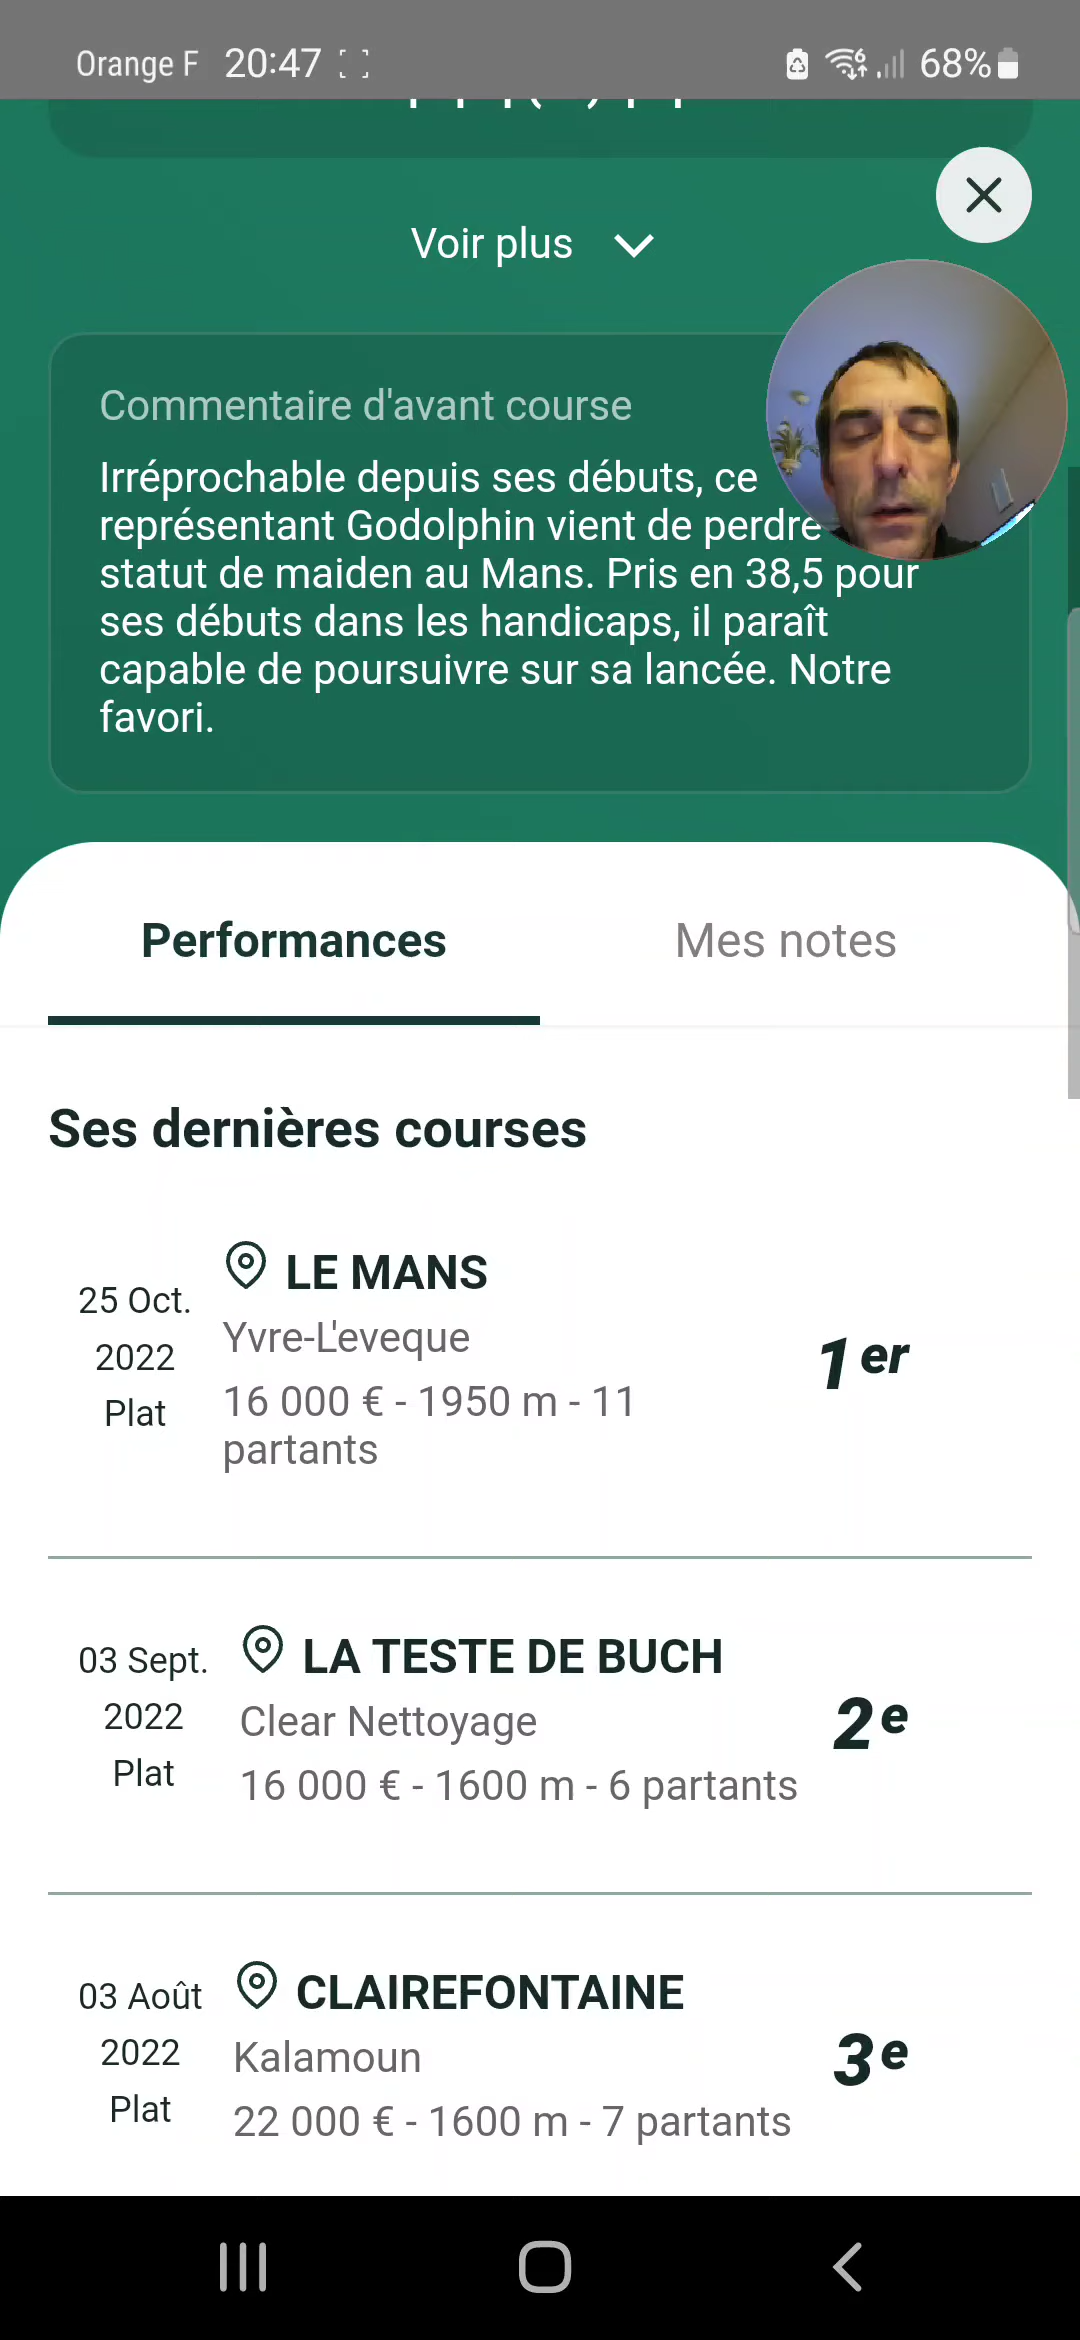 Orange F 20:47 68%
Voir plus
Commentaire d'avant course
Irréprochable depuis ses débuts, ce
représentant Godolphin vient de perdre
statut de maiden au Mans. Pris en 38,5 pour
ses débuts dans les handicaps, il paraît
capable de poursuivre sur sa lancée. Notre
favori.
Performances Mes notes
Ses dernières courses
25 Oct.
2022
Plat
LE MANS
Yvre-L'eveque
16 000 € - 1950 m - 11
partants
1er
03 Sept.
2022
Plat
LA TESTE DE BUCH
Clear Nettoyage
16 000 € - 1600 m - 6 partants
2e
03 Août
2022
Plat
CLAIREFONTAINE
Kalamoun
22 000 € - 1600 m - 7 partants
3e